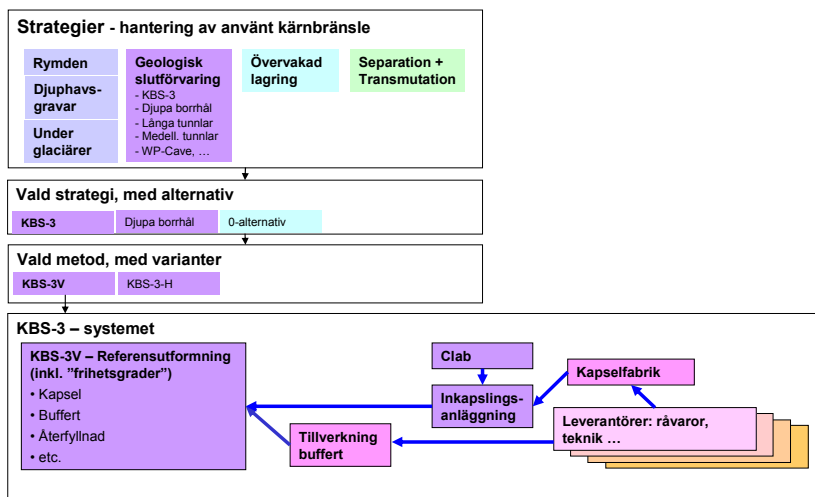 Strategier - hantering av använt kärnbränsle
Rymden
Djuphavs-
gravar
Under
glaciärer
Geologisk
slutförvaring
- KBS-3
- Djupa borrhål
- Långa tunnlar
- Medell. tunnlar
- WP-Cave, …
Övervakad
lagring
Separation +
Transmutation
Vald strategi, med alternativ
KBS-3
Djupa borrhål
0-alternativ
Vald metod, med varianter
KBS-3V
KBS-3-H
KBS-3 – systemet
KBS-3V – Referensutformning
(inkl. ”frihetsgrader”)
• Kapsel
• Buffert
• Återfyllnad
• etc.
Clab
Inkapslings-
anläggning
Kapselfabrik
Tillverkning
buffert
Leverantörer: råvaror,
teknik …